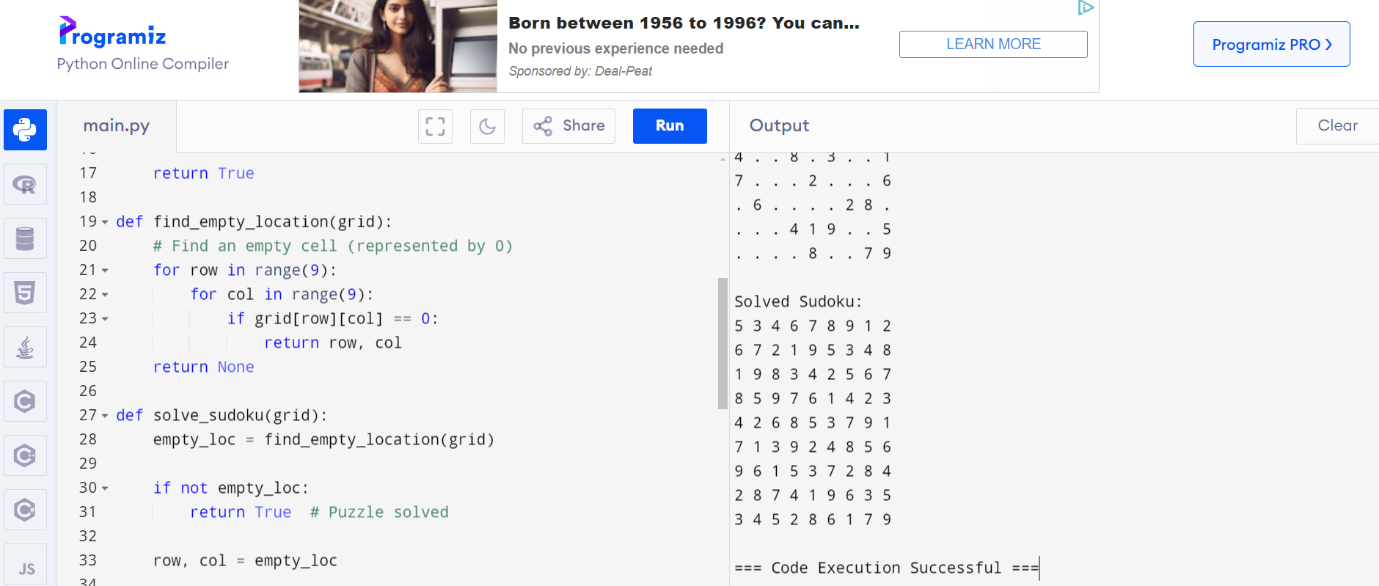 Programiz
Python Online Compiler
Born between 1956 to 1996? You can...
No previous experience needed
Sponsored by: Deal-Peat
LEARN MORE
Programiz PRO
main.py
Share
Run
Output
Clear
17 return True
18
19 def find_empty_location(grid):
20 # Find an empty cell (represented by 0)
21 for row in range(9):
22 for col in range(9):
23 if grid[row][col] == 0:
24 return row, col
25 return None
26
27 def solve_sudoku(grid):
28 empty_loc = find_empty_location(grid)
29
30 if not empty_loc:
31 return True # Puzzle solved
32
33 row, col = empty_loc
34
R
5
C
C
C
JS
4 . . 8 . 3 . . 1
7 . . . 2 . . . 6
. 6 . . . . 2 8 .
. . . 4 1 9 . . 5
. . . . 8 . . 7 9
Solved Sudoku:
5 3 4 6 7 8 9 1 2
6 7 2 1 9 5 3 4 8
1 9 8 3 4 2 5 6 7
8 5 9 7 6 1 4 2 3
4 2 6 8 5 3 7 9 1
7 1 3 9 2 4 8 5 6
9 6 1 5 3 7 2 8 4
2 8 7 4 1 9 6 3 5
3 4 5 2 8 6 1 7 9
=== Code Execution Successful ===